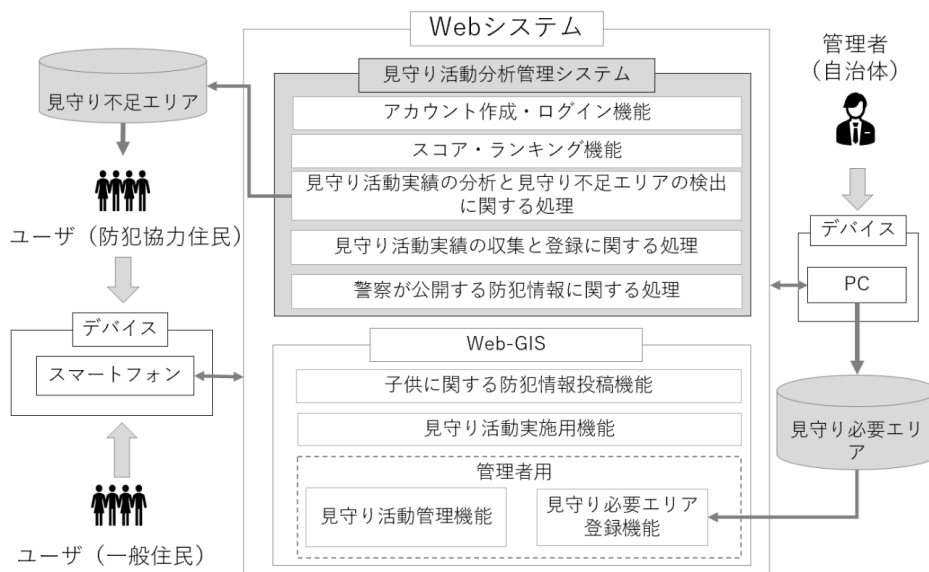 Webシステム
見守り活動分析管理システム
アカウント作成・ログイン機能
スコア・ランキング機能
見守り活動実績の分析と見守り不足エリアの検出
に関する処理
見守り活動実績の収集と登録に関する処理
警察が公開する防犯情報に関する処理
Web-GIS
子供に関する防犯情報投稿機能
見守り活動実施用機能
管理者用
見守り活動管理機能
見守り必要エリア
登録機能
見守り不足エリア
ユーザ（防犯協力住民）
デバイス
スマートフォン
ユーザ（一般住民）
管理者
（自治体）
デバイス
PC
見守り必要エリ
ア